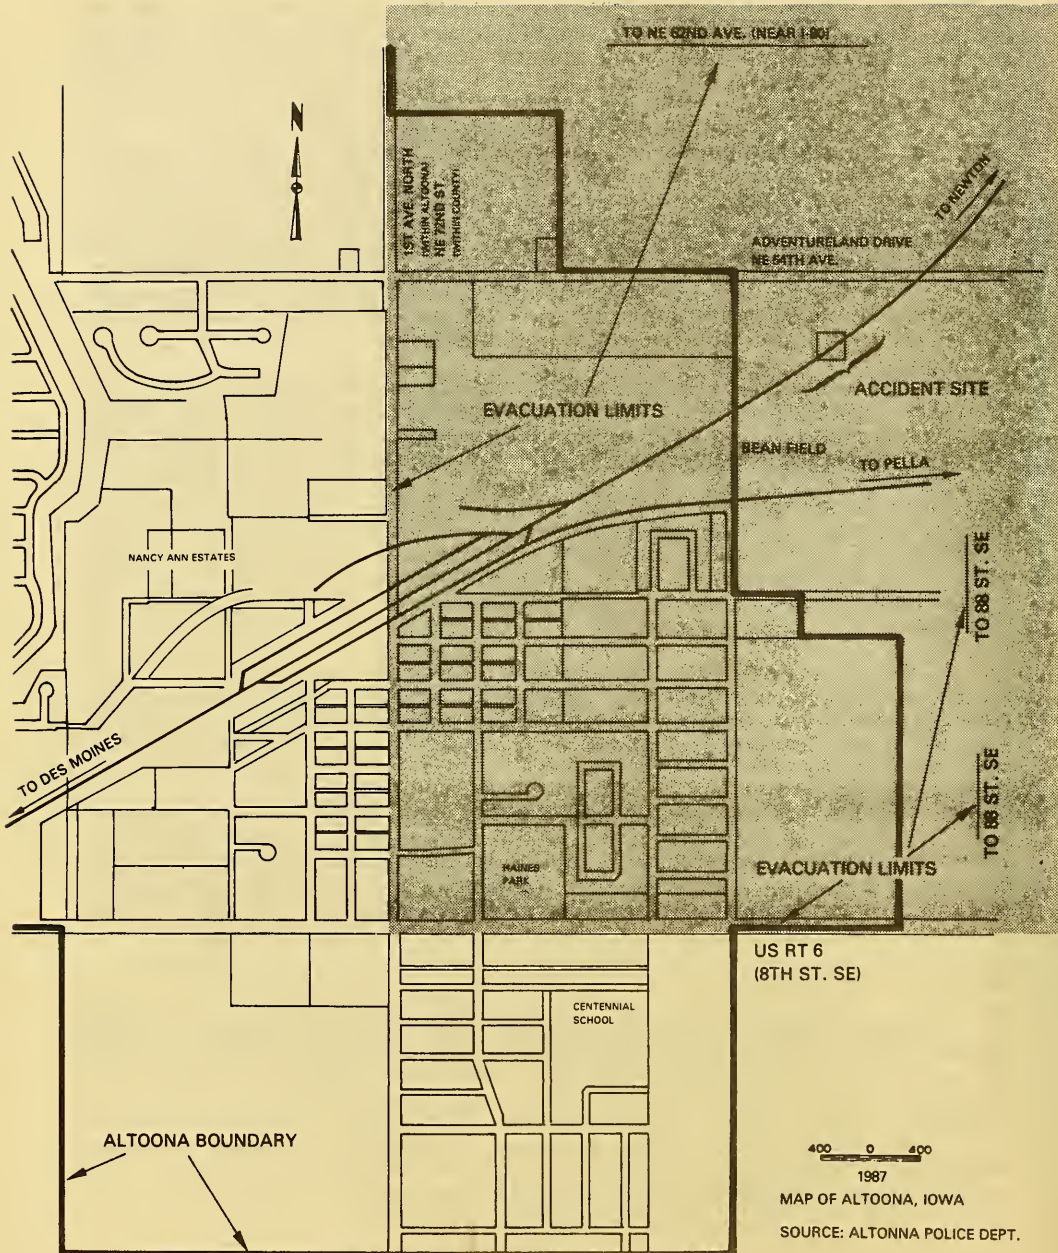 TO NE 62ND AVE. (NEAR I-80)
N
1ST AVE. NORTH
(WITHIN ALTOONA)
NE 72ND ST.
(WITHIN COUNTY)
TO NEWTON
ADVENTURELAND DRIVE
NE 54TH AVE.
ACCIDENT SITE
EVACUATION LIMITS
BEAN FIELD
TO PELLA
NANCY ANN ESTATES
TO 88 ST. SE
TO DES MOINES
TO 88 ST. SE
HAINES
PARK
EVACUATION LIMITS
US RT 6
(8TH ST. SE)
CENTENNIAL
SCHOOL
ALTOONA BOUNDARY
400 0 400
1987
MAP OF ALTOONA, IOWA
SOURCE: ALTONNA POLICE DEPT.